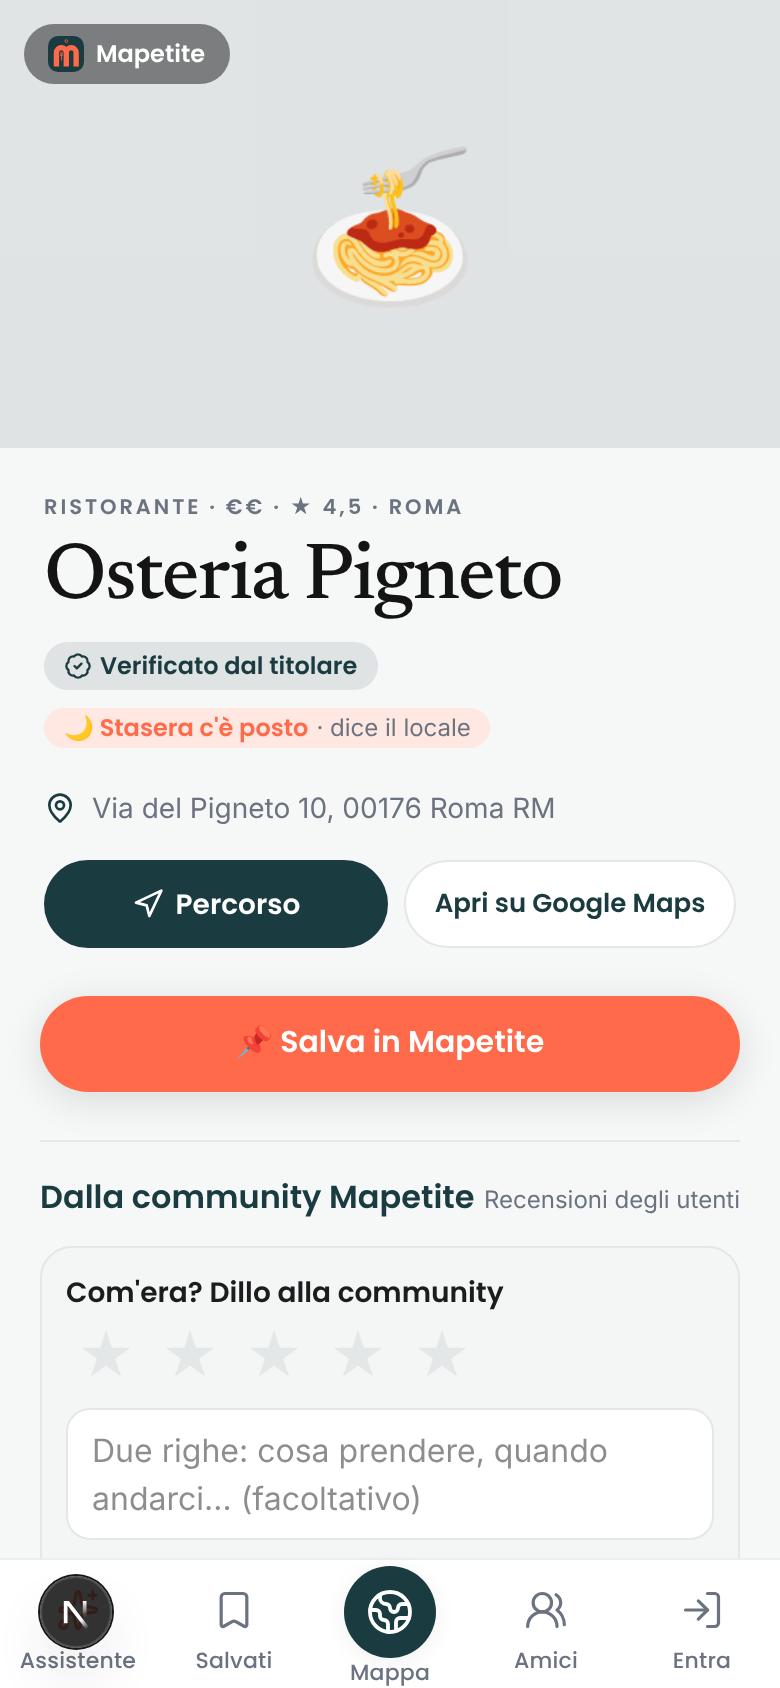 Mapetite
RISTORANTE · €€ · ★ 4,5 · ROMA
Osteria Pigneto
Verificato dal titolare
🌙 Stasera c'è posto · dice il locale
Via del Pigneto 10, 00176 Roma RM
Percorso
Apri su Google Maps
📌 Salva in Mapetite
Dalla community Mapetite Recensioni degli utenti
Com'era? Dillo alla community
★ ★ ★ ★ ★
Due righe: cosa prendere, quando
andarci... (facoltativo)
N
Assistente Salvati Mappa Amici Entra